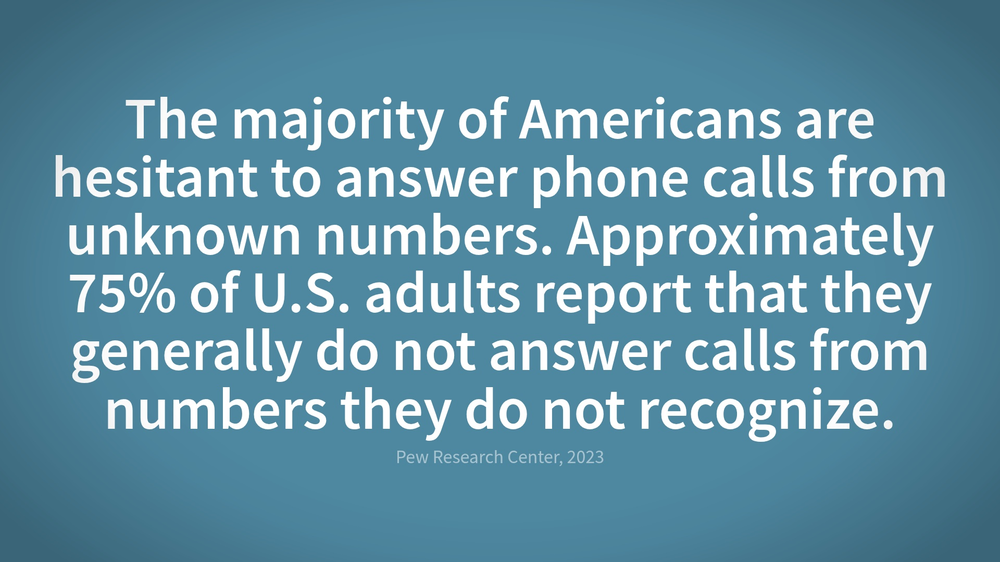 The majority of Americans are
hesitant to answer phone calls from
unknown numbers. Approximately
75% of U.S. adults report that they
generally do not answer calls from
numbers they do not recognize.
Pew Research Center, 2023